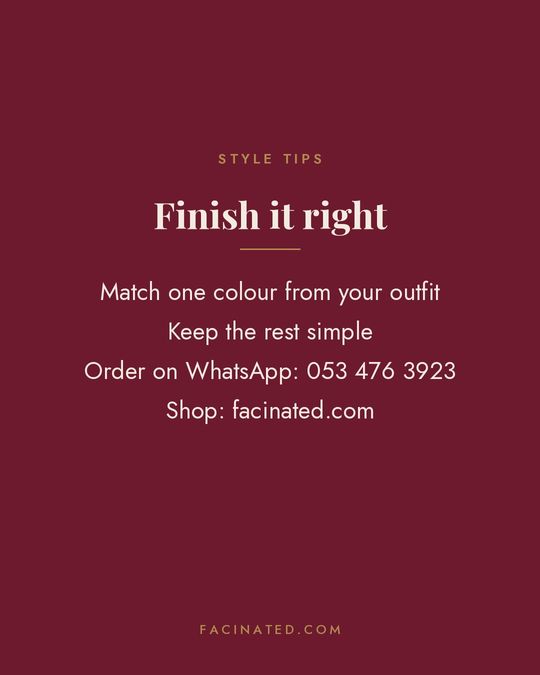 STYLE TIPS
Finish it right
Match one colour from your outfit
Keep the rest simple
Order on WhatsApp: 053 476 3923
Shop: facinated.com
FACINATED.COM